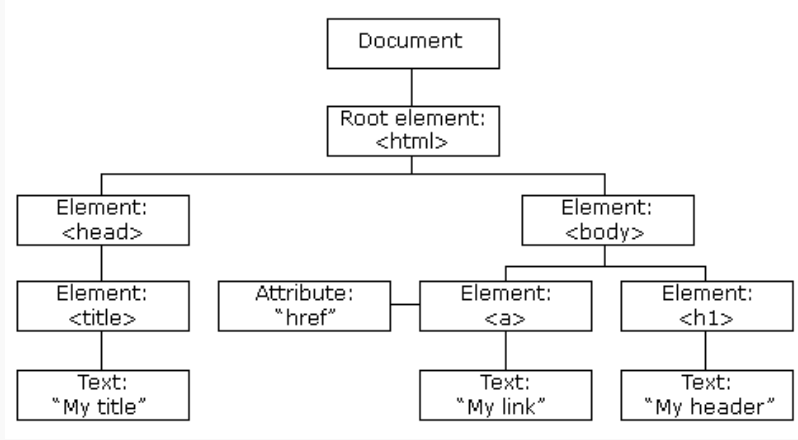 Document
Root element:
<html>
Element:
<head>
Element:
<body>
Element:
<title>
Attribute:
“href”
Element:
<a>
Element:
<h1>
Text:
“My title”
Text:
“My link”
Text:
“My header”